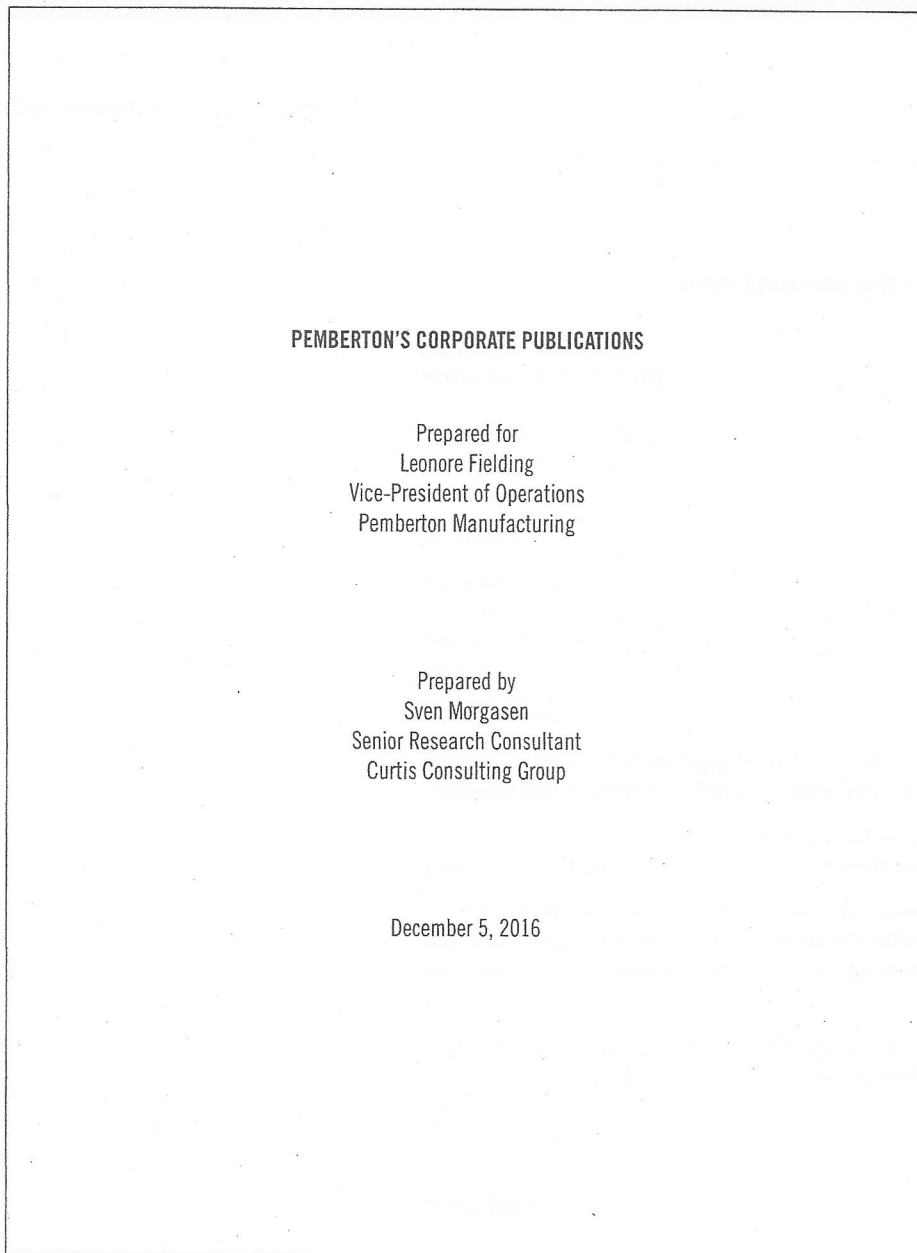 PEMBERTON'S CORPORATE PUBLICATIONS
Prepared for
Leonore Fielding
Vice-President of Operations
Pemberton Manufacturing
Prepared by
Sven Morgasen
Senior Research Consultant
Curtis Consulting Group
December 5, 2016